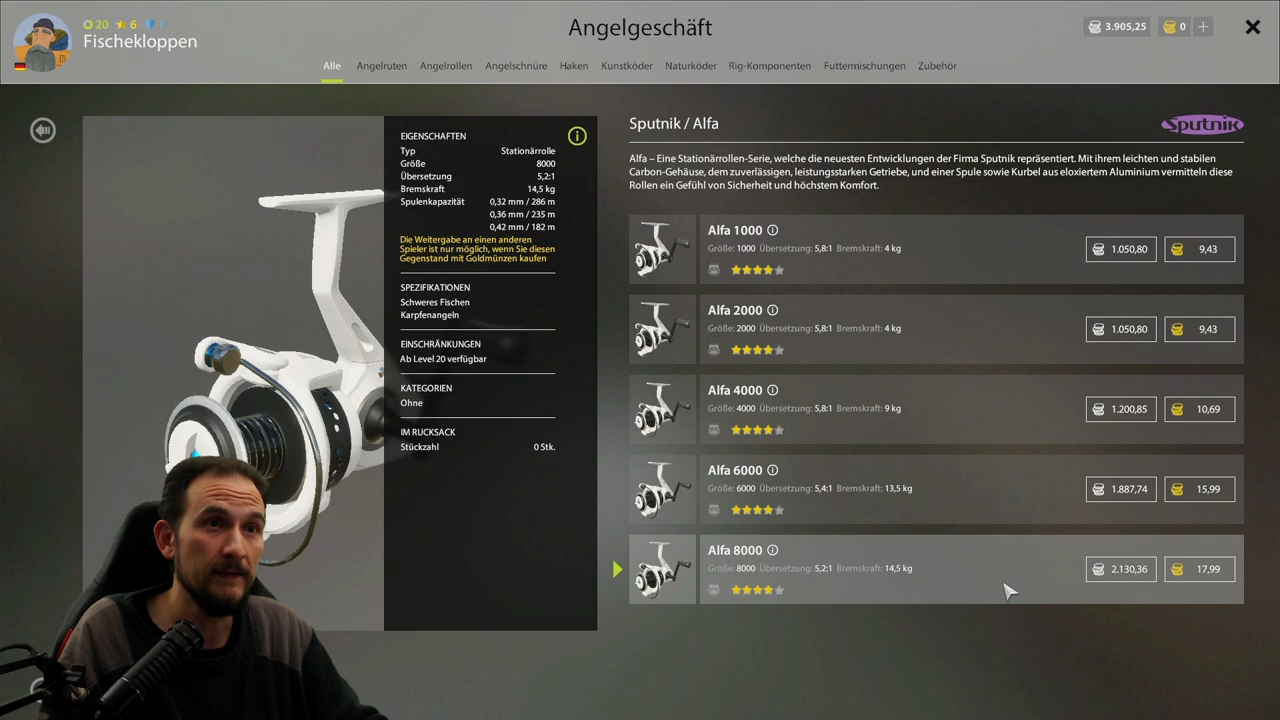 20 6 1
Fischekloppen
Angelgeschäft
3.905,25 0
Alle Angelruten Angelrollen Angelschnüre Haken Kunstköder Naturköder Rig-Komponenten Futtermischungen Zubehör
EIGENSCHAFTEN
Typ Stationärrolle
Größe 8000
Übersetzung 5,2:1
Bremskraft 14,5 kg
Spulenkapazität 0,32 mm / 286 m
0,36 mm / 235 m
0,42 mm / 182 m
Die Weitergabe an einen anderen
Spieler ist nur möglich, wenn Sie diesen
Gegenstand mit Goldmünzen kaufen
SPEZIFIKATIONEN
Schweres Fischen
Karpfenangeln
EINSCHRÄNKUNGEN
Ab Level 20 verfügbar
KATEGORIEN
Ohne
IM RUCKSACK
Stückzahl 0 Stk.
Sputnik / Alfa
Sputnik
Alfa – Eine Stationärrollen-Serie, welche die neuesten Entwicklungen der Firma Sputnik repräsentiert. Mit ihrem leichten und stabilen
Carbon-Gehäuse, dem zuverlässigen, leistungsstarken Getriebe, und einer Spule sowie Kurbel aus eloxiertem Aluminium vermitteln diese
Rollen ein Gefühl von Sicherheit und höchstem Komfort.
Alfa 1000
Größe: 1000 Übersetzung: 5,8:1 Bremskraft: 4 kg
1.050,80 9,43
Alfa 2000
Größe: 2000 Übersetzung: 5,8:1 Bremskraft: 4 kg
1.050,80 9,43
Alfa 4000
Größe: 4000 Übersetzung: 5,8:1 Bremskraft: 9 kg
1.200,85 10,69
Alfa 6000
Größe: 6000 Übersetzung: 5,4:1 Bremskraft: 13,5 kg
1.887,74 15,99
Alfa 8000
Größe: 8000 Übersetzung: 5,2:1 Bremskraft: 14,5 kg
2.130,36 17,99